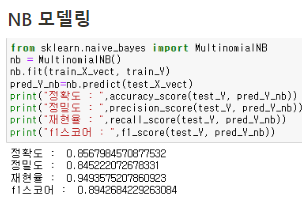 NB 모델링
from sklearn.naive_bayes import MultinomialNB
nb = MultinomialNB()
nb.fit(train_X_vect, train_Y)
pred_Y_nb=nb.predict(test_X_vect)
print("정확도 : ",accuracy_score(test_Y, pred_Y_nb))
print("정밀도 : ",precision_score(test_Y, pred_Y_nb))
print("재현율 : ",recall_score(test_Y, pred_Y_nb))
print("f1스코어 : ",f1_score(test_Y, pred_Y_nb))
정확도 :  0.8567984570877532
정밀도 :  0.845222072678331
재현율 :  0.9493575207860923
f1스코어 :  0.8942684229263084